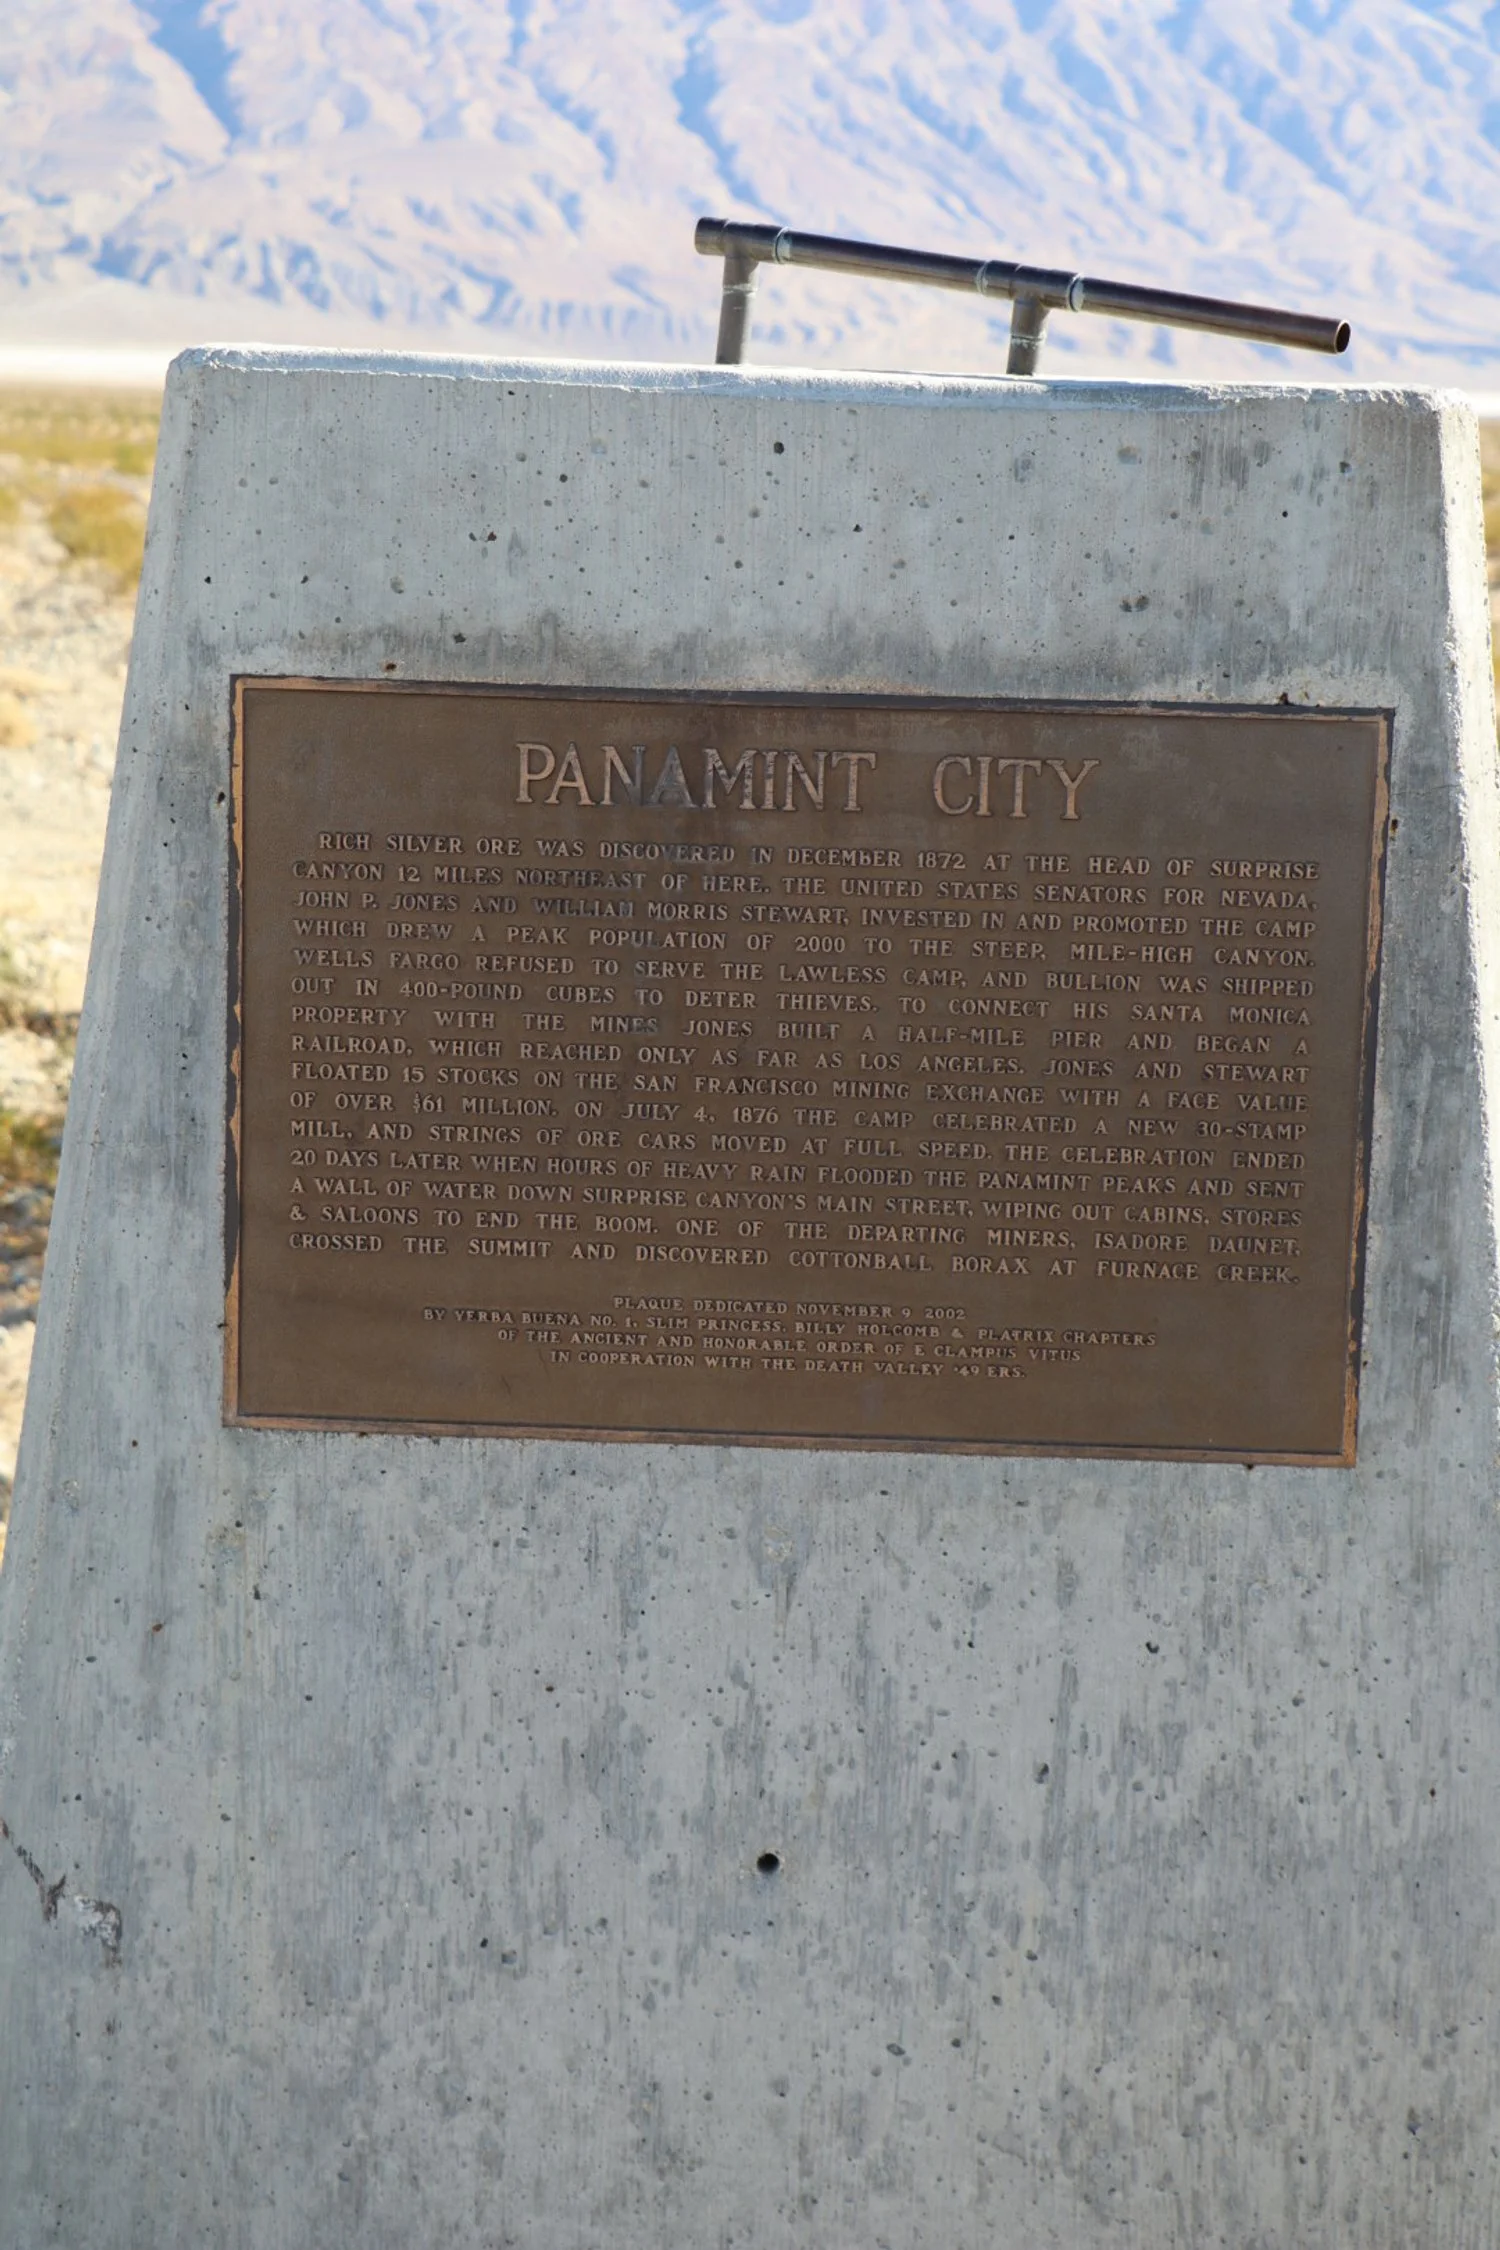 PANAMINT CITY
RICH SILVER ORE WAS DISCOVERED IN DECEMBER 1872 AT THE HEAD OF SURPRISE
CANYON 12 MILES NORTHEAST OF HERE. THE UNITED STATES SENATORS FOR NEVADA,
JOHN P. JONES AND WILLIAM MORRIS STEWART, INVESTED IN AND PROMOTED THE CAMP
WHICH DREW A PEAK POPULATION OF 2000 TO THE STEEP, MILE-HIGH CANYON.
WELLS FARGO REFUSED TO SERVE THE LAWLESS CAMP, AND BULLION WAS SHIPPED
OUT IN 400-POUND CUBES TO DETER THIEVES. TO CONNECT HIS SANTA MONICA
PROPERTY WITH THE MINES JONES BUILT A HALF-MILE PIER AND BEGAN A
RAILROAD, WHICH REACHED ONLY AS FAR AS LOS ANGELES. JONES AND STEWART
FLOATED 15 STOCKS ON THE SAN FRANCISCO MINING EXCHANGE WITH A FACE VALUE
OF OVER $61 MILLION. ON JULY 4, 1876 THE CAMP CELEBRATED A NEW 30-STAMP
MILL, AND STRINGS OF ORE CARS MOVED AT FULL SPEED. THE CELEBRATION ENDED
20 DAYS LATER WHEN HOURS OF HEAVY RAIN FLOODED THE PANAMINT PEAKS AND SENT
A WALL OF WATER DOWN SURPRISE CANYON'S MAIN STREET, WIPING OUT CABINS, STORES
& SALOONS TO END THE BOOM. ONE OF THE DEPARTING MINERS, ISADORE DAUNET,
CROSSED THE SUMMIT AND DISCOVERED COTTONBALL BORAX AT FURNACE CREEK.
PLAQUE DEDICATED NOVEMBER 9 2002
BY YERBA BUENA NO. 1, SLIM PRINCESS, BILLY HOLCOMB & PLATRIX CHAPTERS
OF THE ANCIENT AND HONORABLE ORDER OF E CLAMPUS VITUS
IN COOPERATION WITH THE DEATH VALLEY '49 ERS.